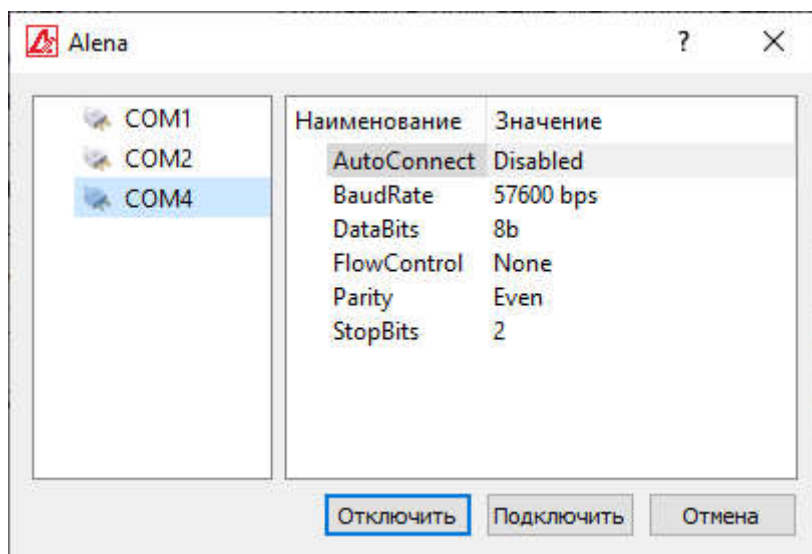 Alena
?
COM1
COM2
COM4
Наименование Значение
AutoConnect Disabled
BaudRate 57600 bps
DataBits 8b
FlowControl None
Parity Even
StopBits 2
Отключить Подключить Отмена